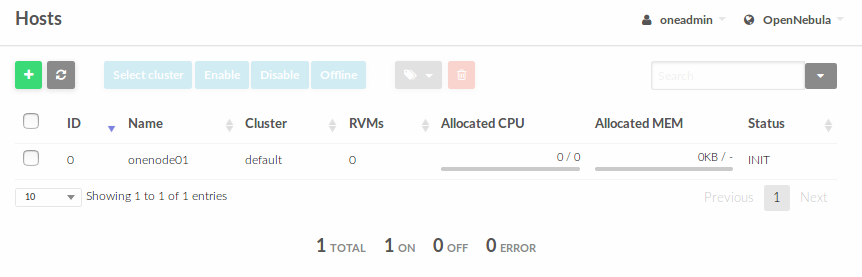 Hosts oneadmin OpenNebula
+ Select cluster Enable Disable Offline Search
ID Name Cluster RVMs Allocated CPU Allocated MEM Status
0 onenode01 default 0 0 / 0 0KB / - INIT
10 Showing 1 to 1 of 1 entries Previous 1 Next
1 TOTAL 1 ON 0 OFF 0 ERROR